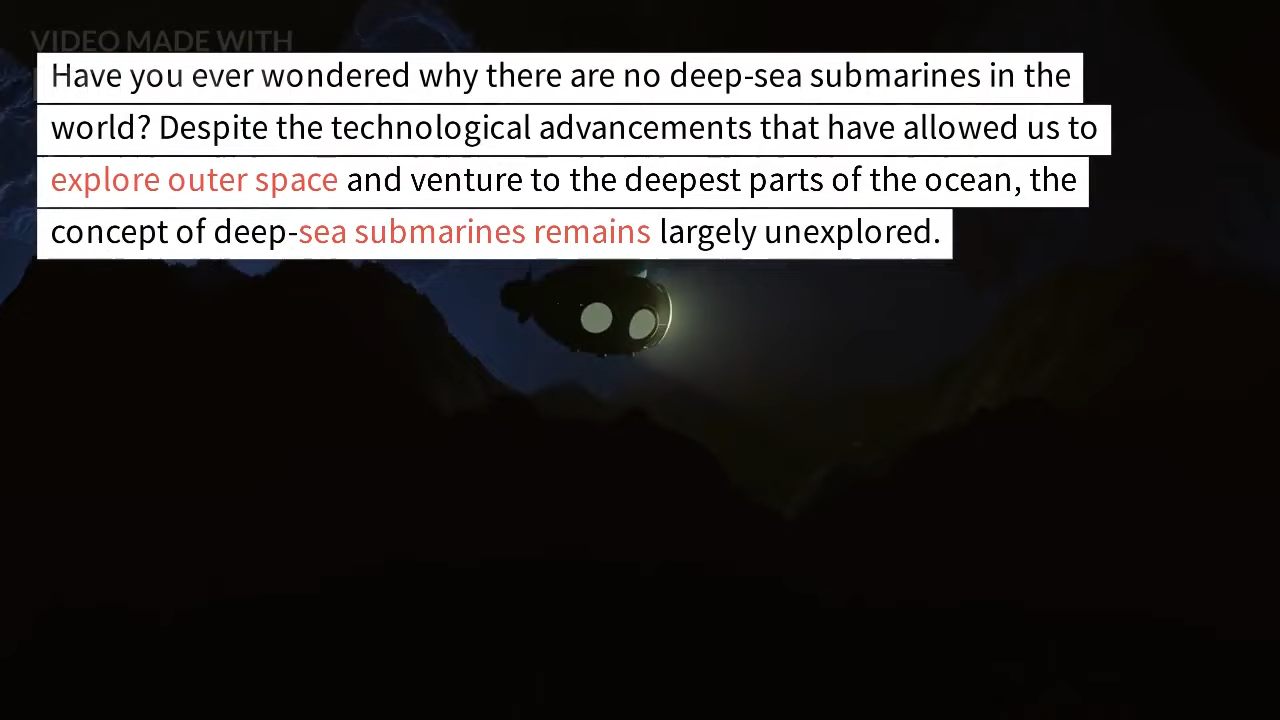 VIDEO MADE WITH
Have you ever wondered why there are no deep-sea submarines in the
world? Despite the technological advancements that have allowed us to
explore outer space and venture to the deepest parts of the ocean, the
concept of deep-sea submarines remains largely unexplored.